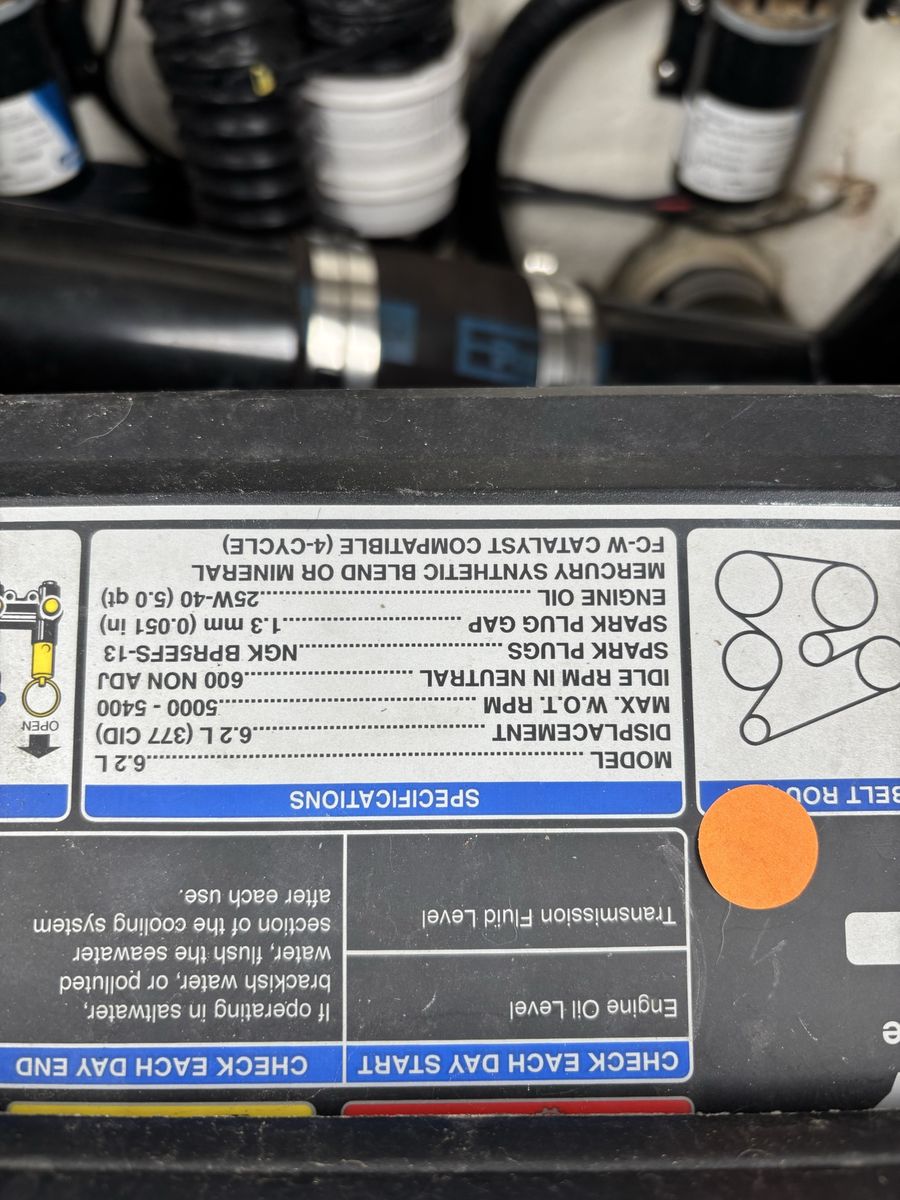 CHECK EACH DAY START
Engine Oil Level
Transmission Fluid Level
CHECK EACH DAY END
If operating in saltwater,
brackish water, or polluted
water, flush the seawater
section of the cooling system
after each use.
BELT ROU
SPECIFICATIONS
MODEL........................................................6.2 L
DISPLACEMENT ..............................6.2 L (377 CID)
MAX. W.O.T. RPM ..............................5000 - 5400
IDLE RPM IN NEUTRAL ....................600 NON ADJ
SPARK PLUGS ..............................NGK BPR5EFS-13
SPARK PLUG GAP ....................1.3 mm (0.051 in)
ENGINE OIL ..............................25W-40 (5.0 qt)
MERCURY SYNTHETIC BLEND OR MINERAL
FC-W CATALYST COMPATIBLE (4-CYCLE)
OPEN